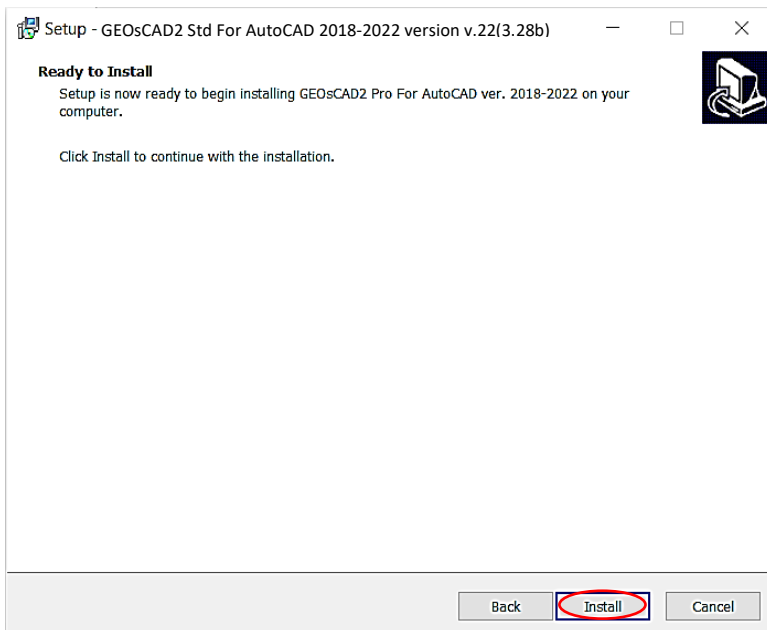 Setup - GEOsCAD2 Std For AutoCAD 2018-2022 version v.22(3.28b)
Ready to Install
Setup is now ready to begin installing GEOsCAD2 Pro For AutoCAD ver. 2018-2022 on your
computer.
Click Install to continue with the installation.
Back Install Cancel